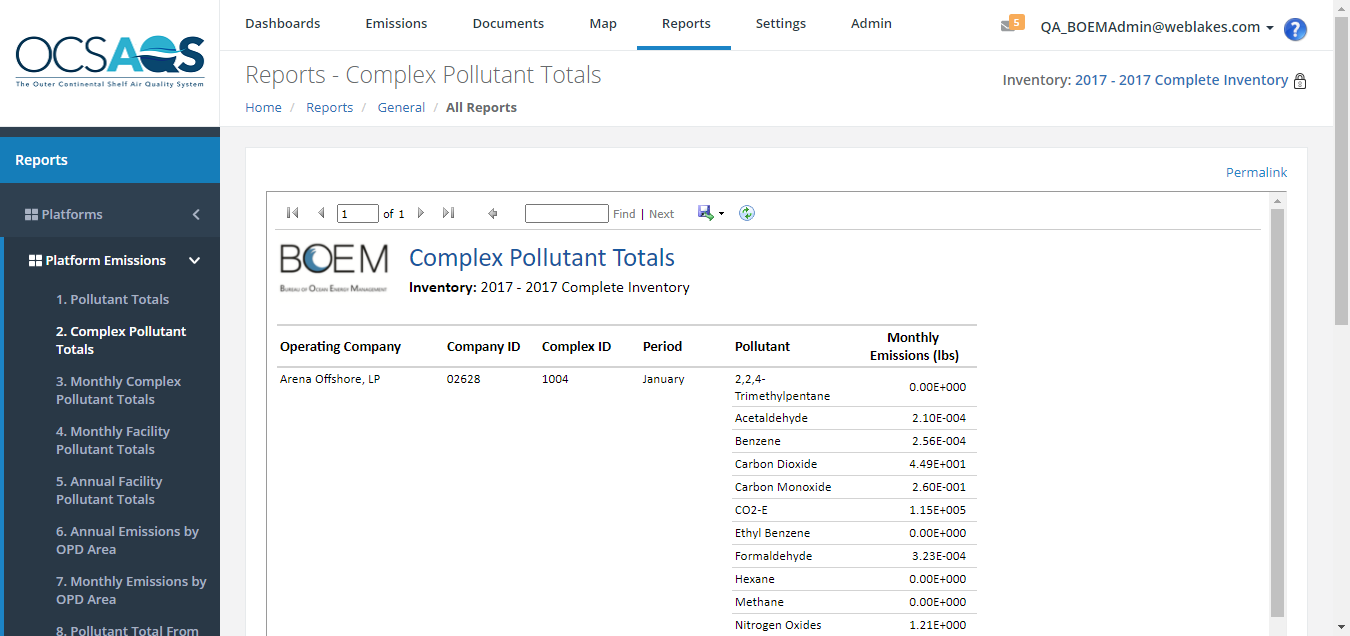 OCSAQS
The Outer Continental Shelf Air Quality System
Dashboards Emissions Documents Map Reports Settings Admin
5 QA_BOEMAdmin@weblakes.com ?
Reports - Complex Pollutant Totals
Inventory: 2017 - 2017 Complete Inventory
Home / Reports / General / All Reports
Reports
Platforms
Platform Emissions
1. Pollutant Totals
2. Complex Pollutant
Totals
3. Monthly Complex
Pollutant Totals
4. Monthly Facility
Pollutant Totals
5. Annual Facility
Pollutant Totals
6. Annual Emissions by
OPD Area
7. Monthly Emissions by
OPD Area
8. Pollutant Total From
Permalink
1 of 1 Find | Next
BOEM
Bureau of Ocean Energy Management
Complex Pollutant Totals
Inventory: 2017 - 2017 Complete Inventory
Operating Company Company ID Complex ID Period Pollutant Monthly
Emissions (lbs)
Arena Offshore, LP 02628 1004 January 2,2,4-
Trimethylpentane 0.00E+000
Acetaldehyde 2.10E-004
Benzene 2.56E-004
Carbon Dioxide 4.49E+001
Carbon Monoxide 2.60E-001
CO2-E 1.15E+005
Ethyl Benzene 0.00E+000
Formaldehyde 3.23E-004
Hexane 0.00E+000
Methane 0.00E+000
Nitrogen Oxides 1.21E+000